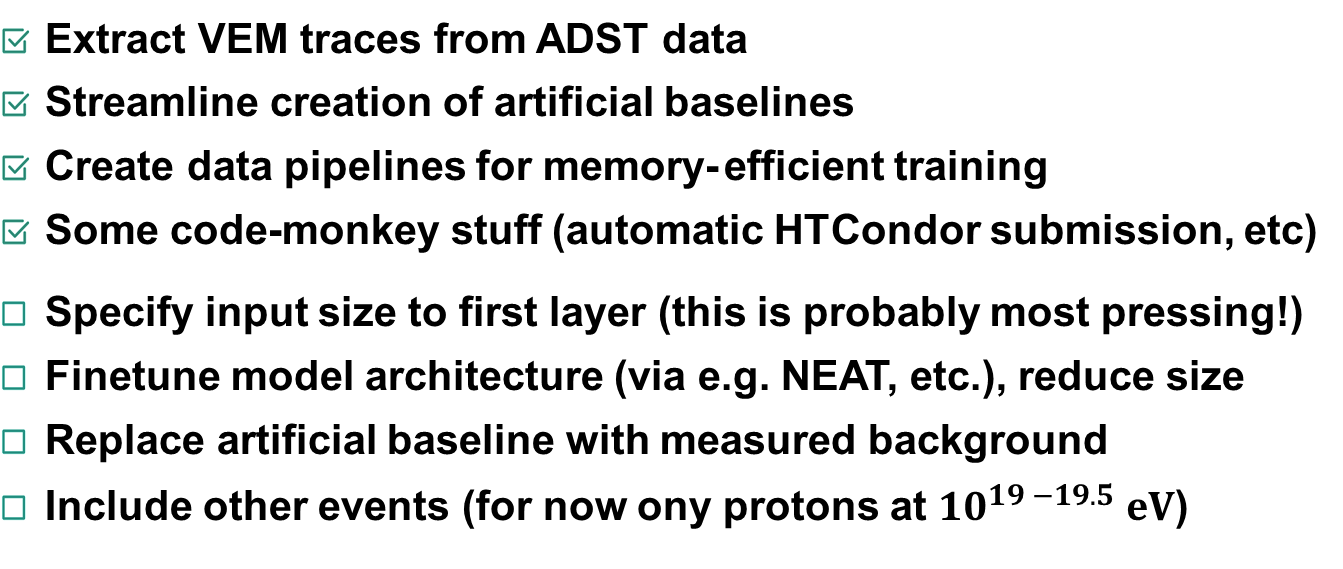 ☑ Extract VEM traces from ADST data
☑ Streamline creation of artificial baselines
☑ Create data pipelines for memory-efficient training
☑ Some code-monkey stuff (automatic HTCondor submission, etc)
☐ Specify input size to first layer (this is probably most pressing!)
☐ Finetune model architecture (via e.g. NEAT, etc.), reduce size
☐ Replace artificial baseline with measured background
☐ Include other events (for now ony protons at 10¹⁹ ⁻¹⁹·⁵ eV)